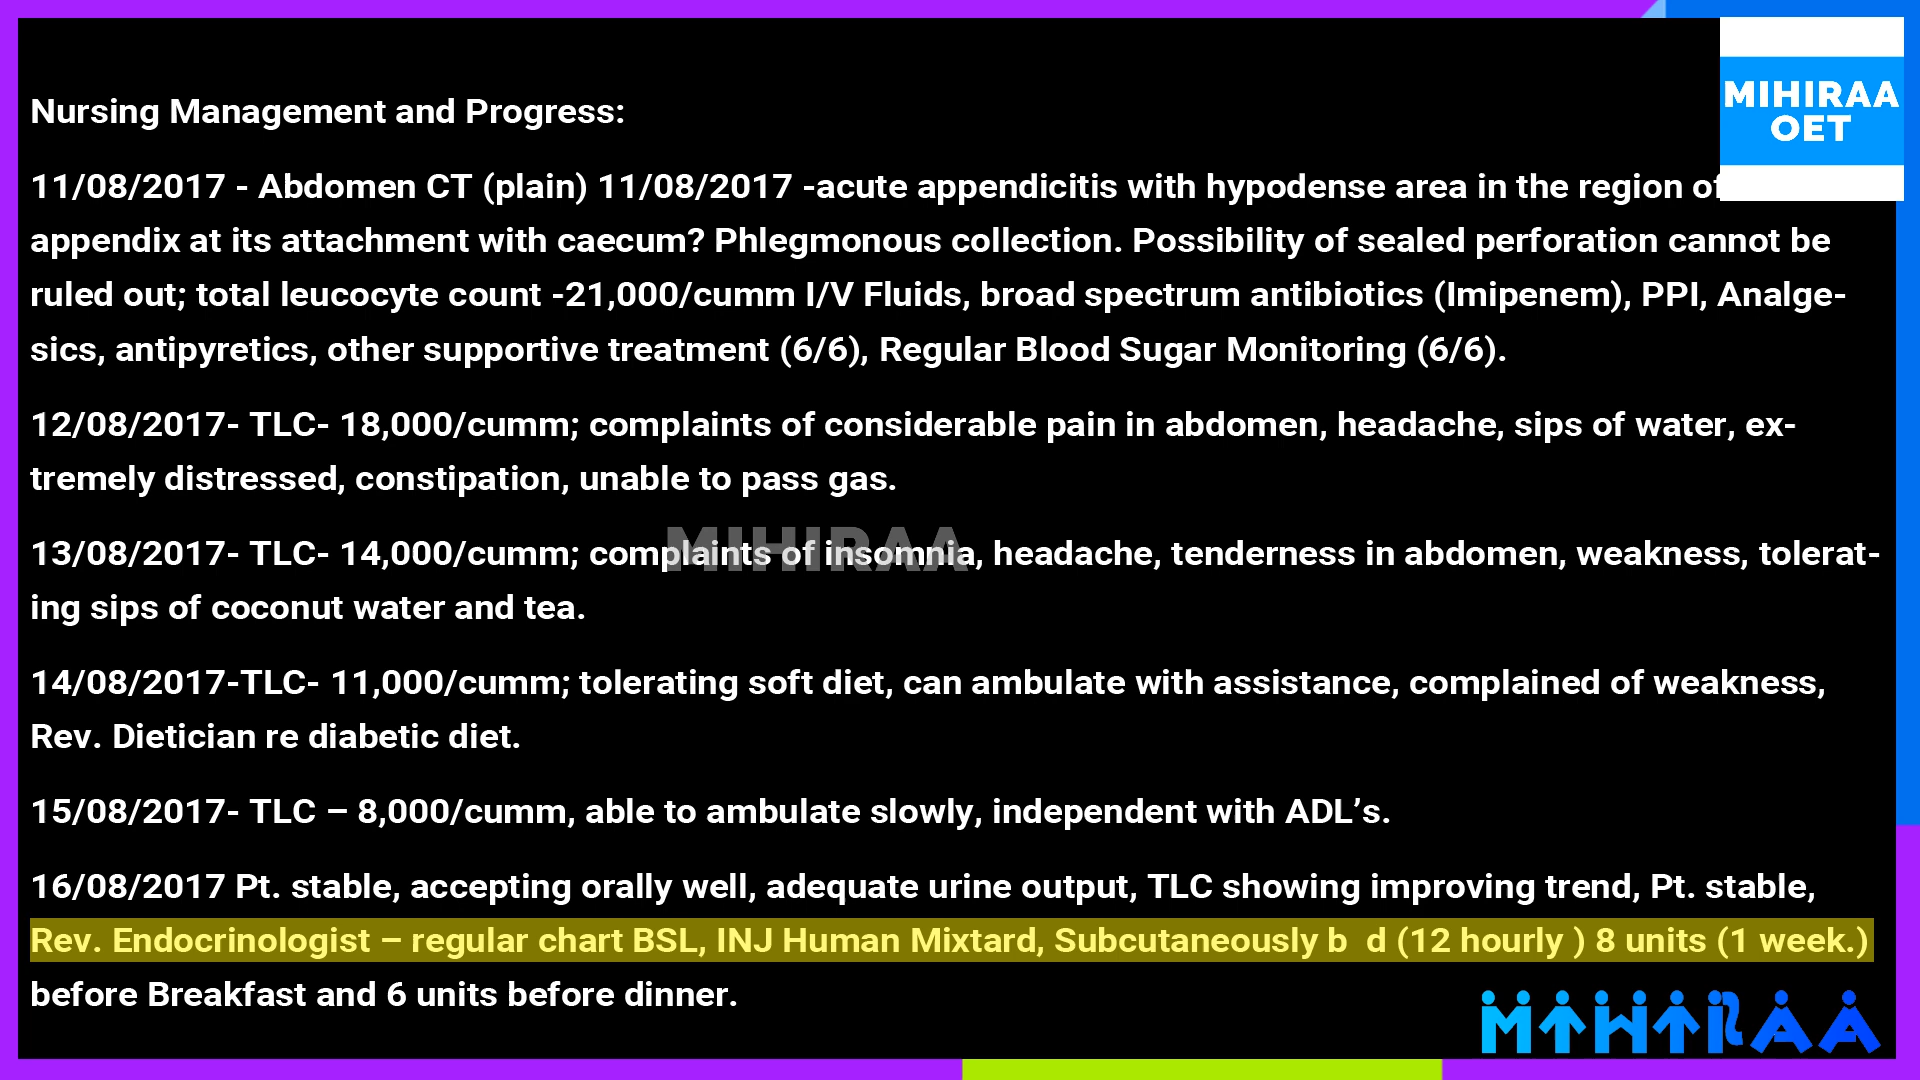 MIHIRAA
OET
Nursing Management and Progress:
11/08/2017 - Abdomen CT (plain) 11/08/2017 -acute appendicitis with hypodense area in the region of
appendix at its attachment with caecum? Phlegmonous collection. Possibility of sealed perforation cannot be
ruled out; total leucocyte count -21,000/cumm I/V Fluids, broad spectrum antibiotics (Imipenem), PPI, Analge-
sics, antipyretics, other supportive treatment (6/6), Regular Blood Sugar Monitoring (6/6).
12/08/2017- TLC- 18,000/cumm; complaints of considerable pain in abdomen, headache, sips of water, ex-
tremely distressed, constipation, unable to pass gas.
13/08/2017- TLC- 14,000/cumm; complaints of insomnia, headache, tenderness in abdomen, weakness, tolerat-
ing sips of coconut water and tea.
MIHIRAA
14/08/2017-TLC- 11,000/cumm; tolerating soft diet, can ambulate with assistance, complained of weakness,
Rev. Dietician re diabetic diet.
15/08/2017- TLC – 8,000/cumm, able to ambulate slowly, independent with ADL’s.
16/08/2017 Pt. stable, accepting orally well, adequate urine output, TLC showing improving trend, Pt. stable,
Rev. Endocrinologist – regular chart BSL, INJ Human Mixtard, Subcutaneously b  d (12 hourly ) 8 units (1 week.)
before Breakfast and 6 units before dinner.
MIHIRAA